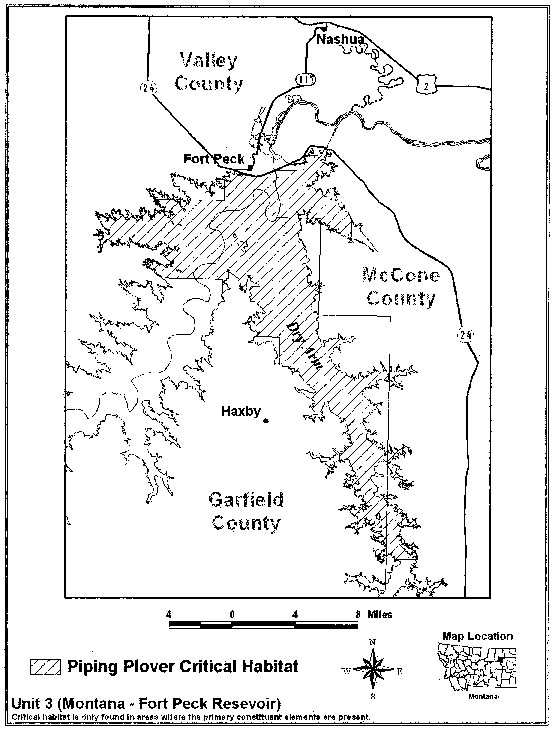 Nashua
Valley
County
24
117
2
Fort Peck
McCone
County
Dry Arm
24
Haxby
Garfield
County
4 0 4 8 Miles
Map Location
N
W E
S
Montana
Piping Plover Critical Habitat
Unit 3 (Montana - Fort Peck Resevoir)
Critical habitat is only found in areas where the primary constituent elements are present.